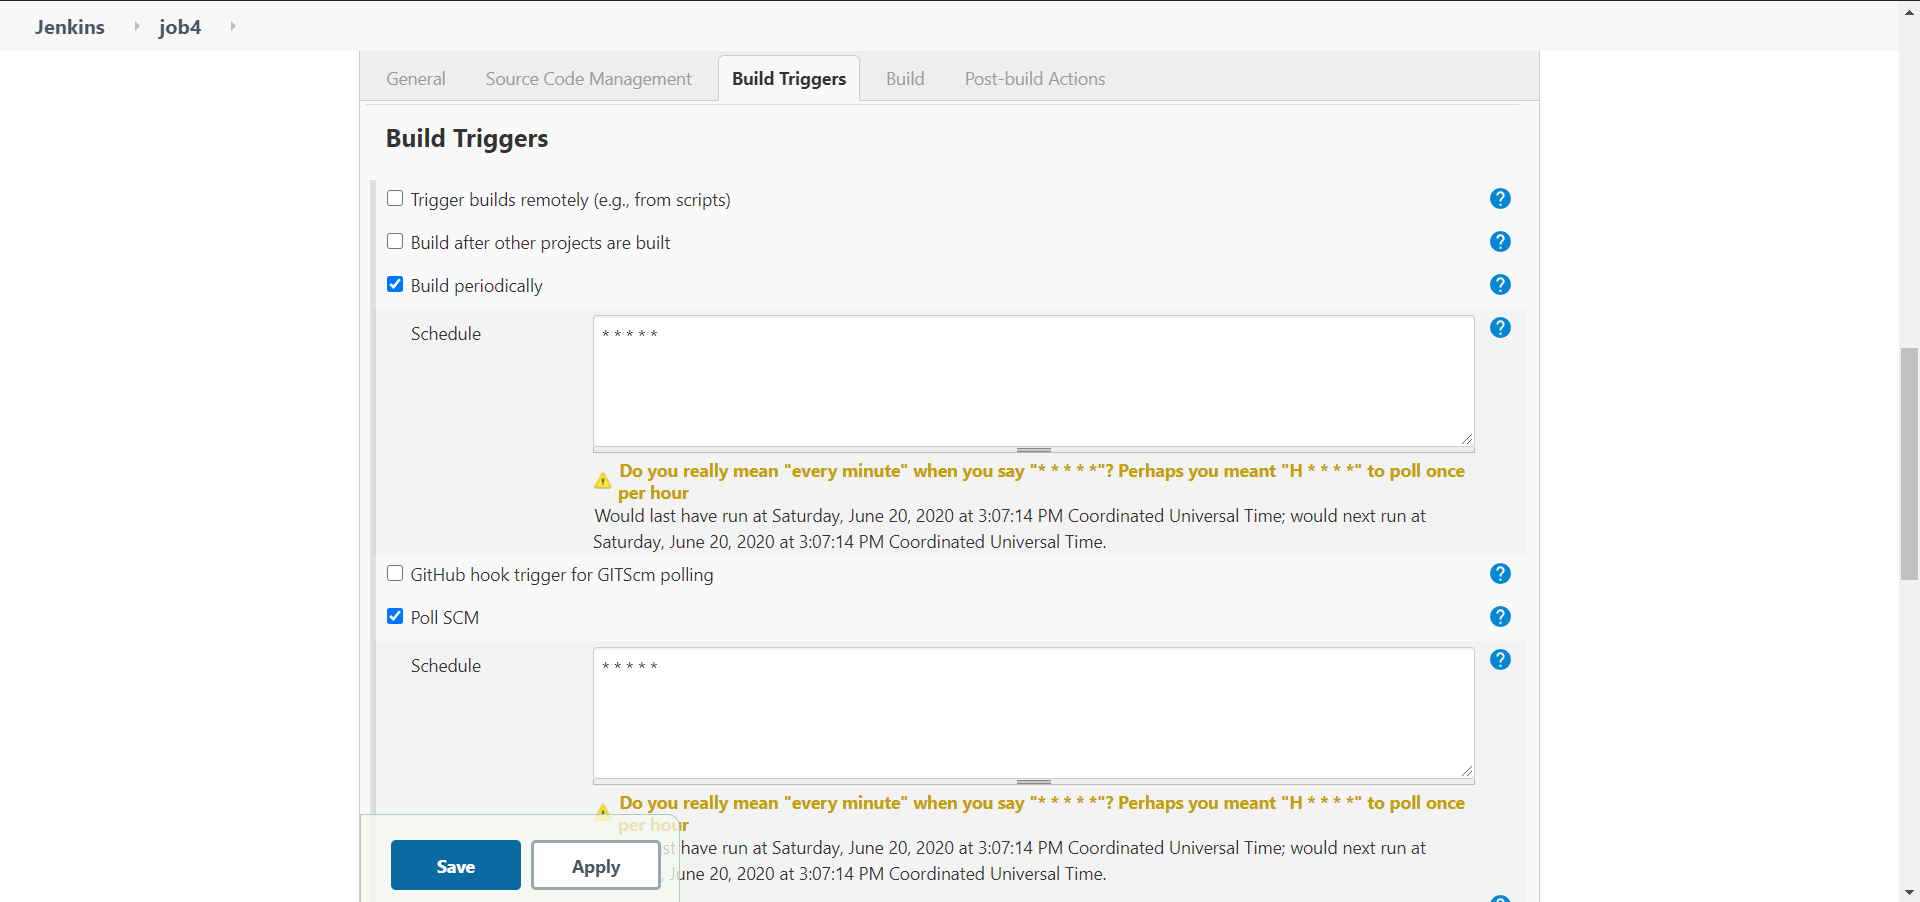 Jenkins job4
General Source Code Management Build Triggers Build Post-build Actions
Build Triggers
Trigger builds remotely (e.g., from scripts)
Build after other projects are built
Build periodically
Schedule
* * * * *
Do you really mean "every minute" when you say "* * * * *"? Perhaps you meant "H * * * *" to poll once
per hour
Would last have run at Saturday, June 20, 2020 at 3:07:14 PM Coordinated Universal Time; would next run at
Saturday, June 20, 2020 at 3:07:14 PM Coordinated Universal Time.
GitHub hook trigger for GITScm polling
Poll SCM
Schedule
* * * * *
Do you really mean "every minute" when you say "* * * * *"? Perhaps you meant "H * * * *" to poll once
per hour
have run at Saturday, June 20, 2020 at 3:07:14 PM Coordinated Universal Time; would next run at
June 20, 2020 at 3:07:14 PM Coordinated Universal Time.
Save Apply